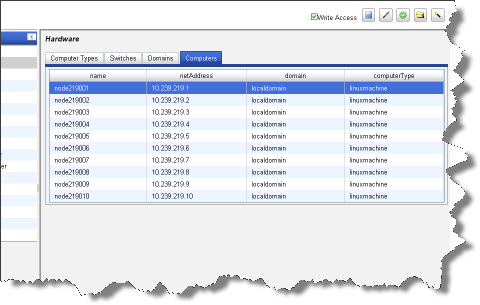 Write Access
Hardware
Computer Types Switches Domains Computers
name netAddress domain computerType
node219001 10.239.219.1 localdomain linuxmachine
node219002 10.239.219.2 localdomain linuxmachine
node219003 10.239.219.3 localdomain linuxmachine
node219004 10.239.219.4 localdomain linuxmachine
node219005 10.239.219.5 localdomain linuxmachine
node219006 10.239.219.6 localdomain linuxmachine
node219007 10.239.219.7 localdomain linuxmachine
er node219008 10.239.219.8 localdomain linuxmachine
node219009 10.239.219.9 localdomain linuxmachine
node219010 10.239.219.10 localdomain linuxmachine